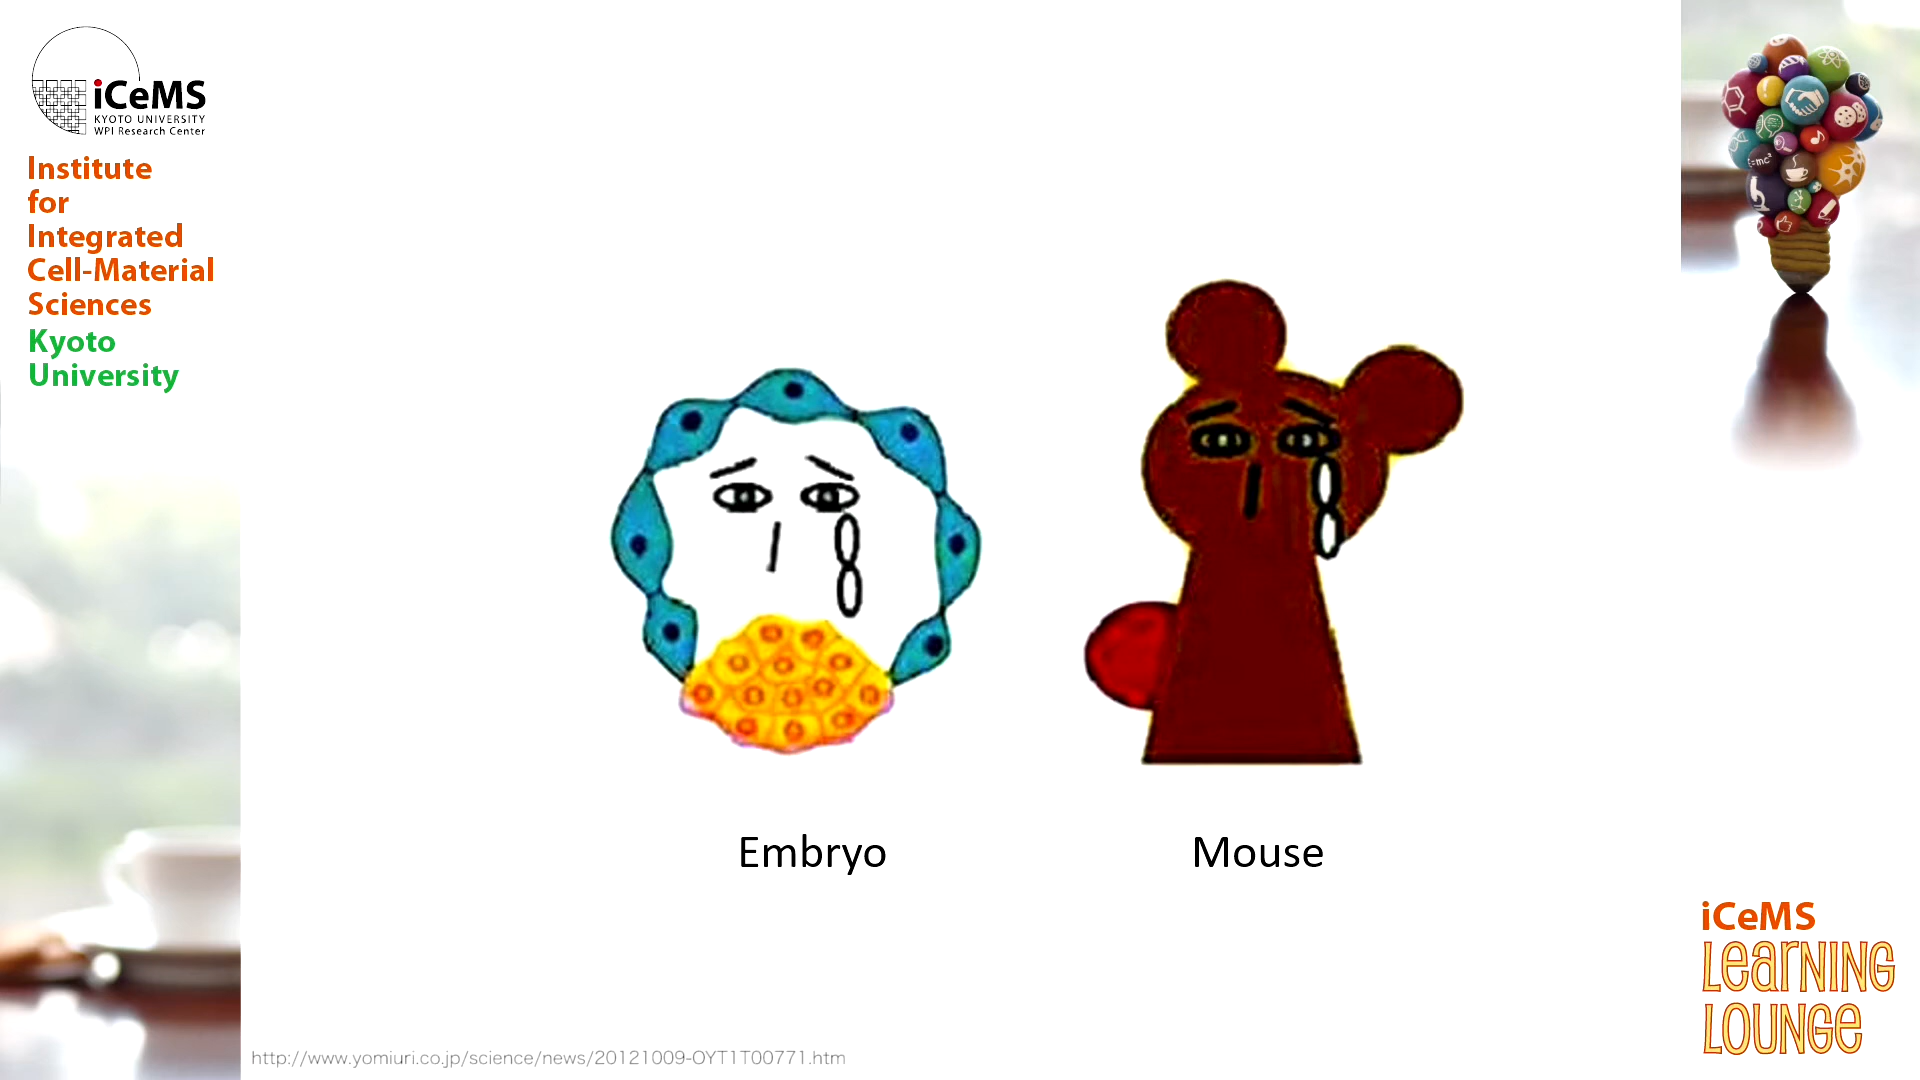 iCeMS
KYOTO UNIVERSITY
WPI Research Center
Institute
for
Integrated
Cell-Material
Sciences
Kyoto
University
=mc²
Embryo
Mouse
iCeMS
LeARNING
LOUNGe
http://www.yomiuri.co.jp/science/news/20121009-OYT1T00771.htm